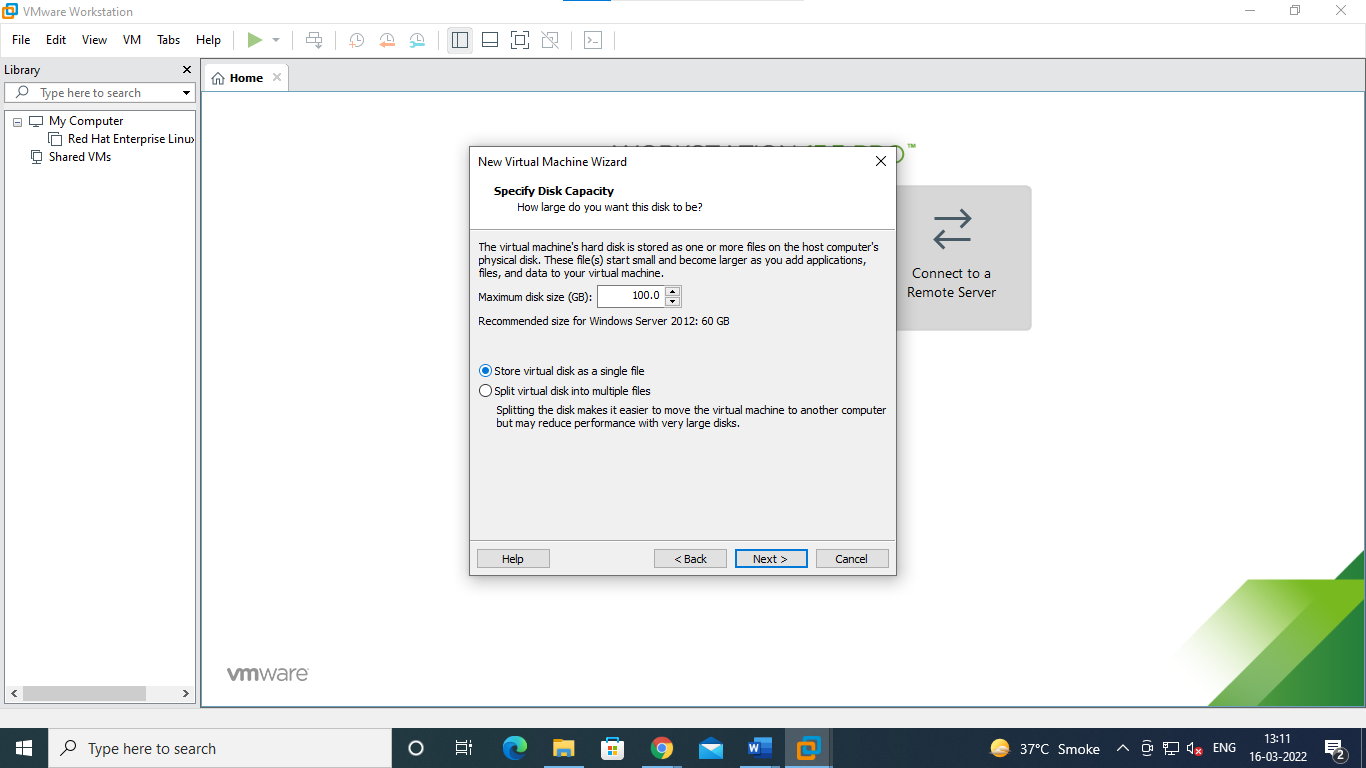 VMware Workstation
File Edit View VM Tabs Help
Library
Type here to search
Home
My Computer
Red Hat Enterprise Linux
Shared VMs
™
New Virtual Machine Wizard
Specify Disk Capacity
How large do you want this disk to be?
The virtual machine's hard disk is stored as one or more files on the host computer's
physical disk. These file(s) start small and become larger as you add applications,
files, and data to your virtual machine.
Maximum disk size (GB): 100.0
Recommended size for Windows Server 2012: 60 GB
Store virtual disk as a single file
Split virtual disk into multiple files
Splitting the disk makes it easier to move the virtual machine to another computer
but may reduce performance with very large disks.
Help < Back Next > Cancel
Connect to a
Remote Server
vmware
Type here to search
37°C Smoke
ENG
13:11
16-03-2022
2